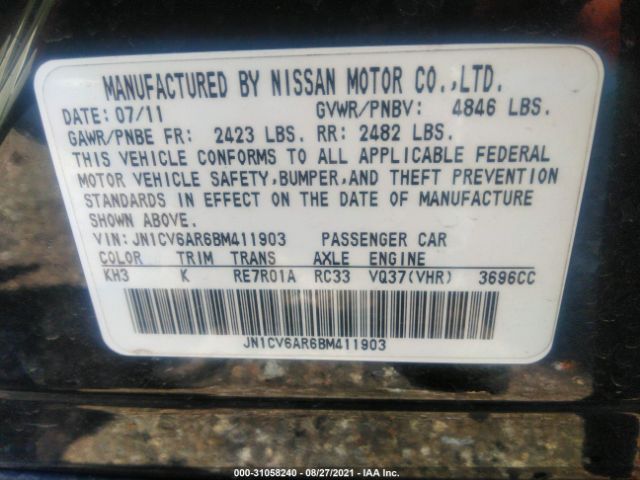 MANUFACTURED BY NISSAN MOTOR CO.,LTD.
DATE: 07/11 GVWR/PNBV: 4846 LBS.
GAWR/PNBE FR: 2423 LBS. RR: 2482 LBS.
THIS VEHICLE CONFORMS TO ALL APPLICABLE FEDERAL
MOTOR VEHICLE SAFETY,BUMPER,AND THEFT PREVENTION
STANDARDS IN EFFECT ON THE DATE OF MANUFACTURE
SHOWN ABOVE.
VIN: JN1CV6AR6BM411903 PASSENGER CAR
COLOR TRIM TRANS AXLE ENGINE
KH3 K RE7R01A RC33 VQ37(VHR) 3696CC
JN1CV6AR6BM411903
000-31058240 - 08/27/2021 - IAA Inc.